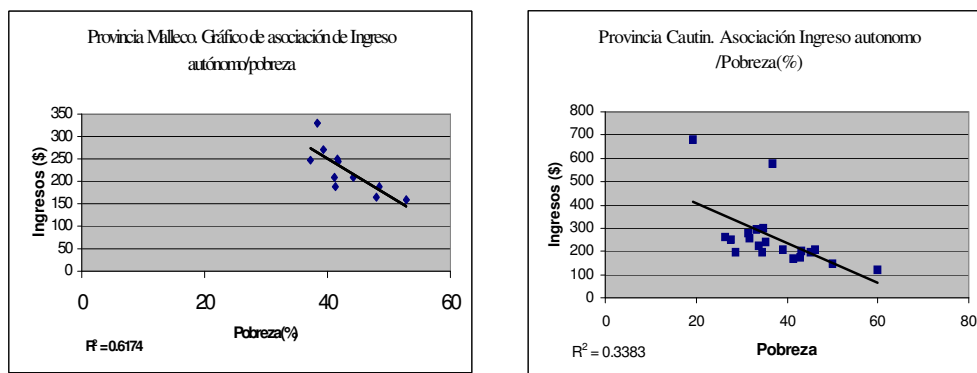 Provincia Malleco. Gráfico de asociación de Ingreso
autónomo/pobreza
Ingresos ($)
350
300
250
200
150
100
50
0
0 20 40 60
Pobreza(%)
R² = 0.6174
Provincia Cautin. Asociación Ingreso autonomo
/Pobreza(%)
Ingresos ($)
800
700
600
500
400
300
200
100
0
0 20 40 60 80
Pobreza
R² = 0.3383